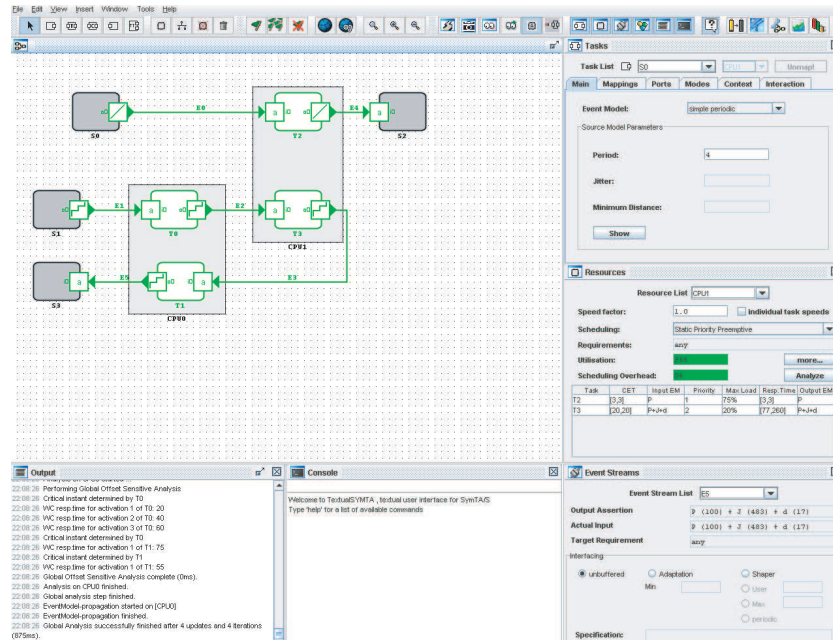 File Edit View Insert Window Tools Help
Tasks
Task List S0 CPU1 Unmap!
Main Mappings Ports Modes Context Interaction
Event Model: simple periodic
Source Model Parameters
Period: 4
Jitter:
Minimum Distance:
Show
S0 E0 T2 E4 S2
S1 E1 T0 E2 T3 CPU1
S3 E5 T1 E3
CPU0
Resources
Resource List CPU1
Speed factor: 1.0 individual task speeds
Scheduling: Static Priority Preemptive
Requirements: any
Utilisation: more...
Scheduling Overhead: Analyze
Task CET Input EM Priority Max Load Resp.Time Output EM
T2 [3,3] P 1 75% [3,3] P
T3 [20,20] P+J+d 2 20% [77,260] P+J+d
Output
22:08:26 Performing Global Offset Sensitive Analysis
22:08:26 Critical instant determined by T0
22:08:26 WC resp.time for activation 1 of T0: 20
22:08:26 WC resp.time for activation 2 of T0: 40
22:08:26 WC resp.time for activation 3 of T0: 60
22:08:26 Critical instant determined by T0
22:08:26 WC resp.time for activation 1 of T1: 75
22:08:26 Critical instant determined by T1
22:08:26 WC resp.time for activation 1 of T1: 55
22:08:26 Global Offset Sensitive Analysis complete (0ms).
22:08:26 Analysis on CPU0 finished.
22:08:26 Global analysis step finished.
22:08:26 EventModel-propagation started on [CPU0]
22:08:26 EventModel-propagation finished.
22:08:26 Global Analysis successfully finished after 4 updates and 4 iterations
(875ms).
Console
Welcome to TextualSYMTA , textual user interface for SymTA/S
Type 'help' for a list of available commands
Event Streams
Event Stream List E5
Output Assertion P (100) + J (483) + d (17)
Actual Input P (100) + J (483) + d (17)
Target Requirement any
Interfacing
unbuffered Adaptation Shaper
Min User
Max
periodic
Specification: